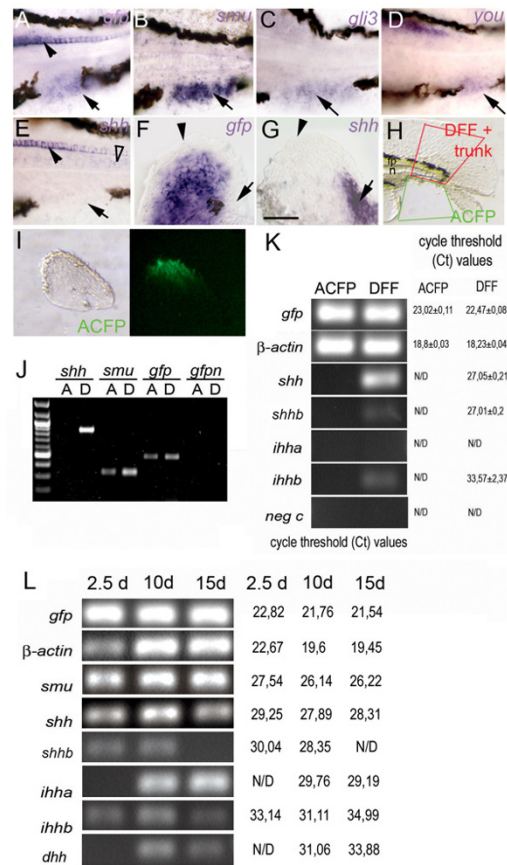 A gfp B smu C gli3 D you
E shh F gfp G shh H DFF + trunk
n
ACFP
I
ACFP
J
shh smu gfp gfpn
A D A D A D A D
K
cycle threshold (Ct) values
ACFP DFF ACFP DFF
gfp 23,02±0,11 22,47±0,08
β-actin 18,8±0,03 18,23±0,04
shh N/D 27,05±0,21
shhb N/D 27,01±0,2
ihha N/D N/D
ihhb N/D 33,57±2,37
neg c N/D N/D
cycle threshold (Ct) values
L 2.5 d 10d 15d 2.5 d 10d 15d
gfp 22,82 21,76 21,54
β-actin 22,67 19,6 19,45
smu 27,54 26,14 26,22
shh 29,25 27,89 28,31
shhb 30,04 28,35 N/D
ihha N/D 29,76 29,19
ihhb 33,14 31,11 34,99
dhh N/D 31,06 33,88